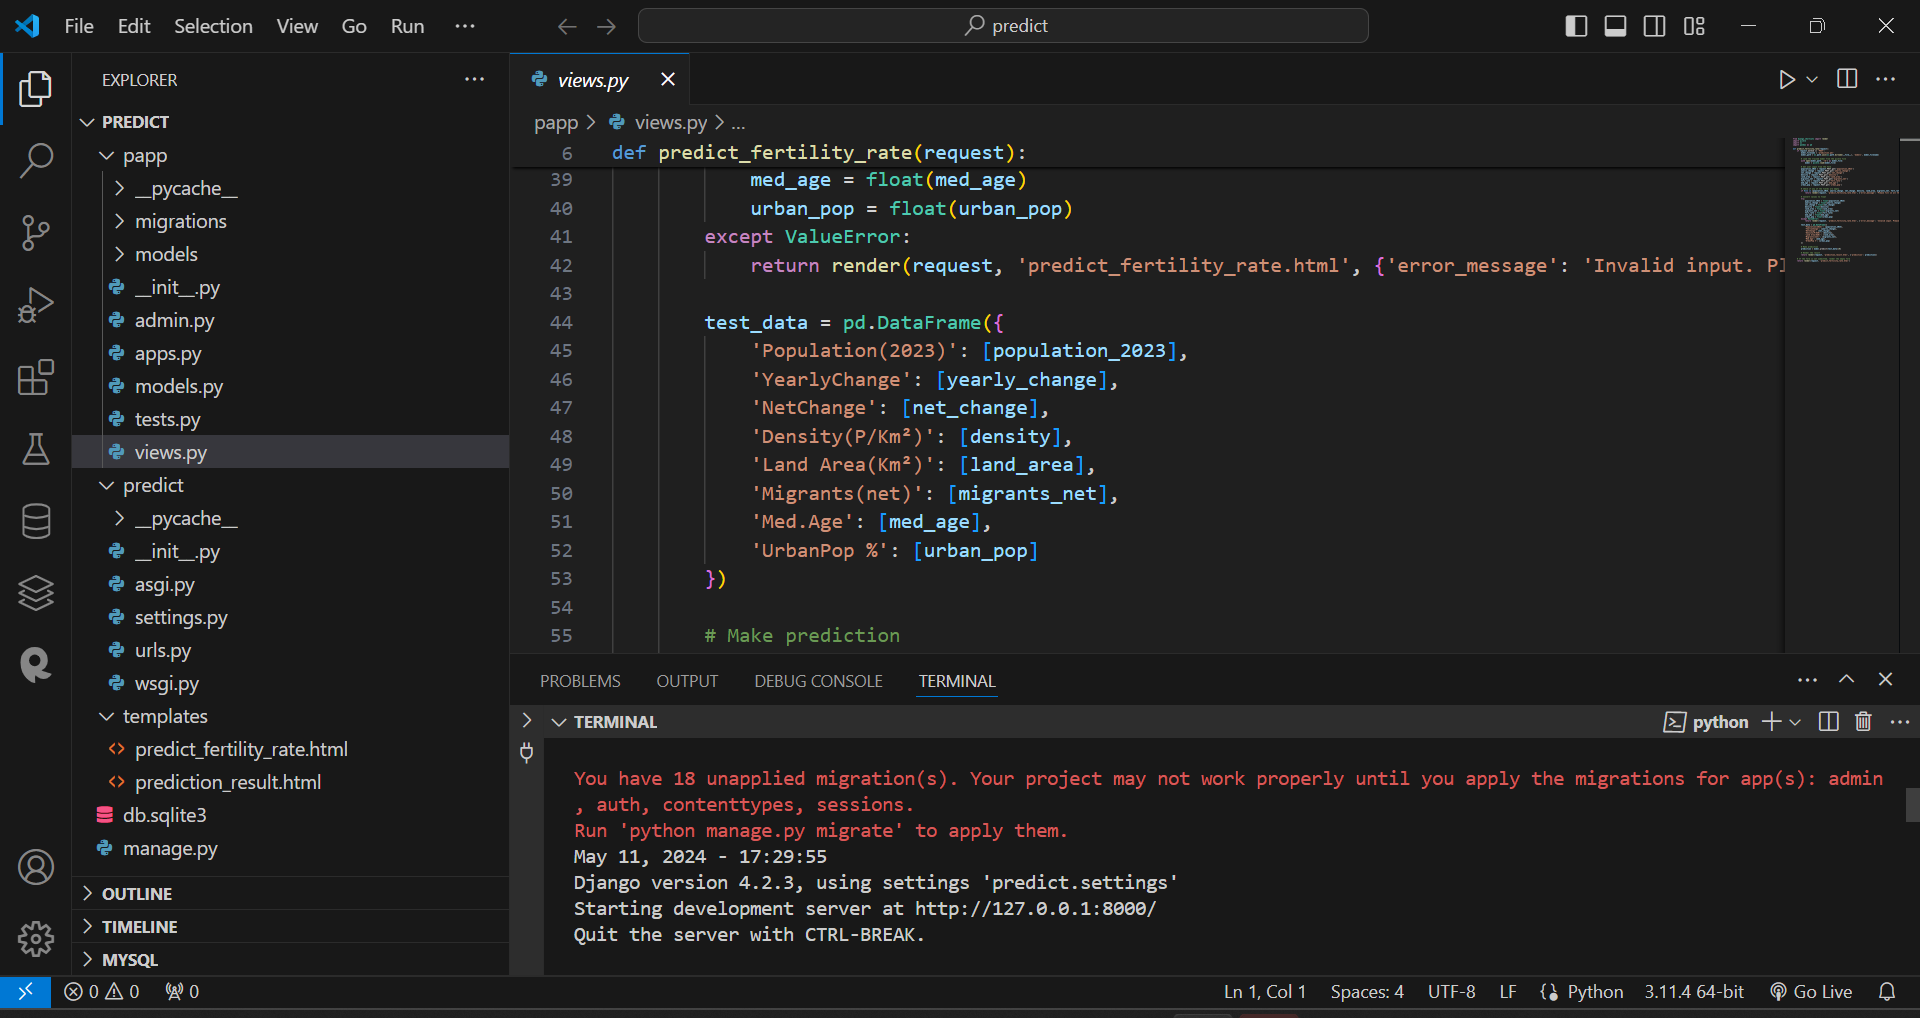 File Edit Selection View Go Run ...
predict
EXPLORER ...
PREDICT
papp
__pycache__
migrations
models
__init__.py
admin.py
apps.py
models.py
tests.py
views.py
predict
__pycache__
__init__.py
asgi.py
settings.py
urls.py
wsgi.py
templates
predict_fertility_rate.html
prediction_result.html
db.sqlite3
manage.py
OUTLINE
TIMELINE
MYSQL
views.py
papp > views.py > ...
6 def predict_fertility_rate(request):
39 med_age = float(med_age)
40 urban_pop = float(urban_pop)
41 except ValueError:
42 return render(request, 'predict_fertility_rate.html', {'error_message': 'Invalid input. Pl
43
44 test_data = pd.DataFrame({
45 'Population(2023)': [population_2023],
46 'YearlyChange': [yearly_change],
47 'NetChange': [net_change],
48 'Density(P/Km²)': [density],
49 'Land Area(Km²)': [land_area],
50 'Migrants(net)': [migrants_net],
51 'Med.Age': [med_age],
52 'UrbanPop %': [urban_pop]
53 })
54
55 # Make prediction
PROBLEMS OUTPUT DEBUG CONSOLE TERMINAL
TERMINAL
python
You have 18 unapplied migration(s). Your project may not work properly until you apply the migrations for app(s): admin
, auth, contenttypes, sessions.
Run 'python manage.py migrate' to apply them.
May 11, 2024 - 17:29:55
Django version 4.2.3, using settings 'predict.settings'
Starting development server at http://127.0.0.1:8000/
Quit the server with CTRL-BREAK.
0 0 0 Ln 1, Col 1 Spaces: 4 UTF-8 LF Python 3.11.4 64-bit Go Live